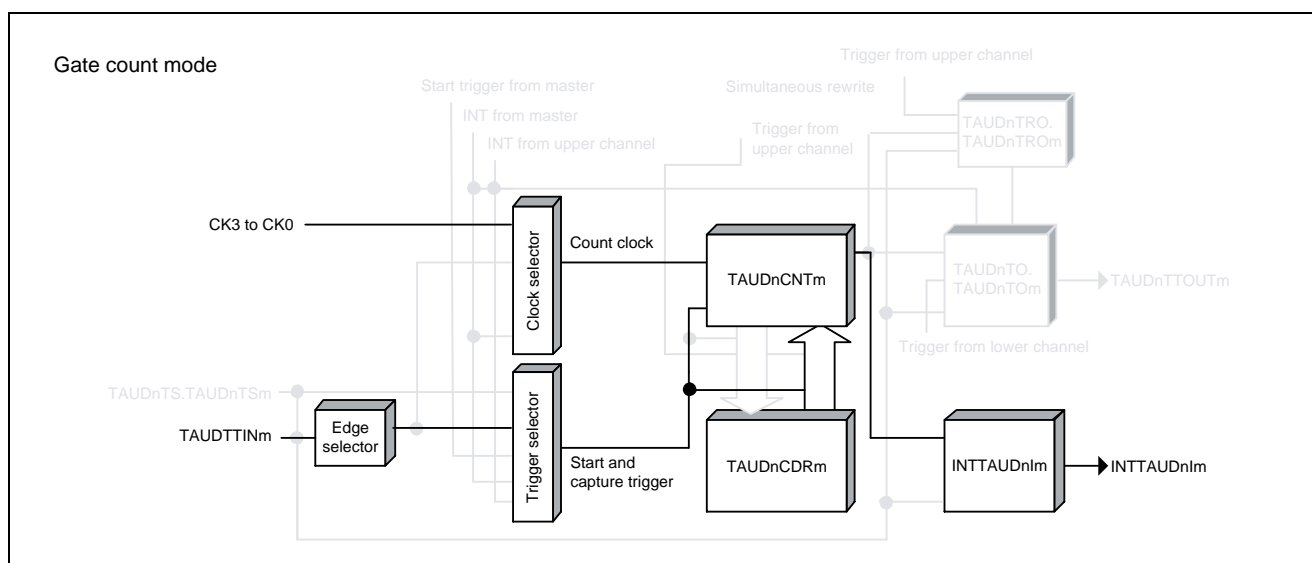 Gate count mode
Trigger from upper channel
Start trigger from master
Simultaneous rewrite
INT from master
INT from upper channel
Trigger from
upper channel
TAUDnTRO.
TAUDnTROm
CK3 to CK0
Clock selector
Count clock
TAUDnCNTm
TAUDnTO.
TAUDnTOm
TAUDnTTOUTm
Trigger from lower channel
TAUDnTS.TAUDnTSm
TAUDTTINm
Edge
selector
Trigger selector
Start and
capture trigger
TAUDnCDRm
INTTAUDnIm
INTTAUDnIm